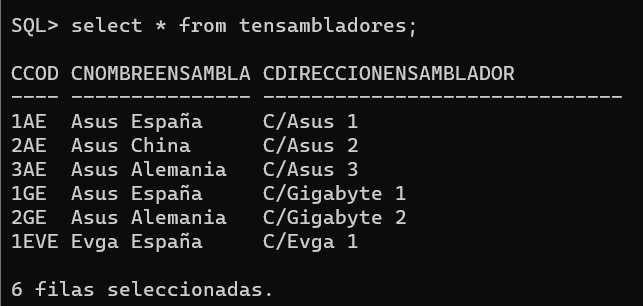 SQL> select * from tensambladores;
CCOD CNOMBREENSAMBLA CDIRECCIONENSAMBLADOR
---- --------------- ------------------------------
1AE  Asus España     C/Asus 1
2AE  Asus China      C/Asus 2
3AE  Asus Alemania   C/Asus 3
1GE  Asus España     C/Gigabyte 1
2GE  Asus Alemania   C/Gigabyte 2
1EVE Evga España     C/Evga 1
6 filas seleccionadas.